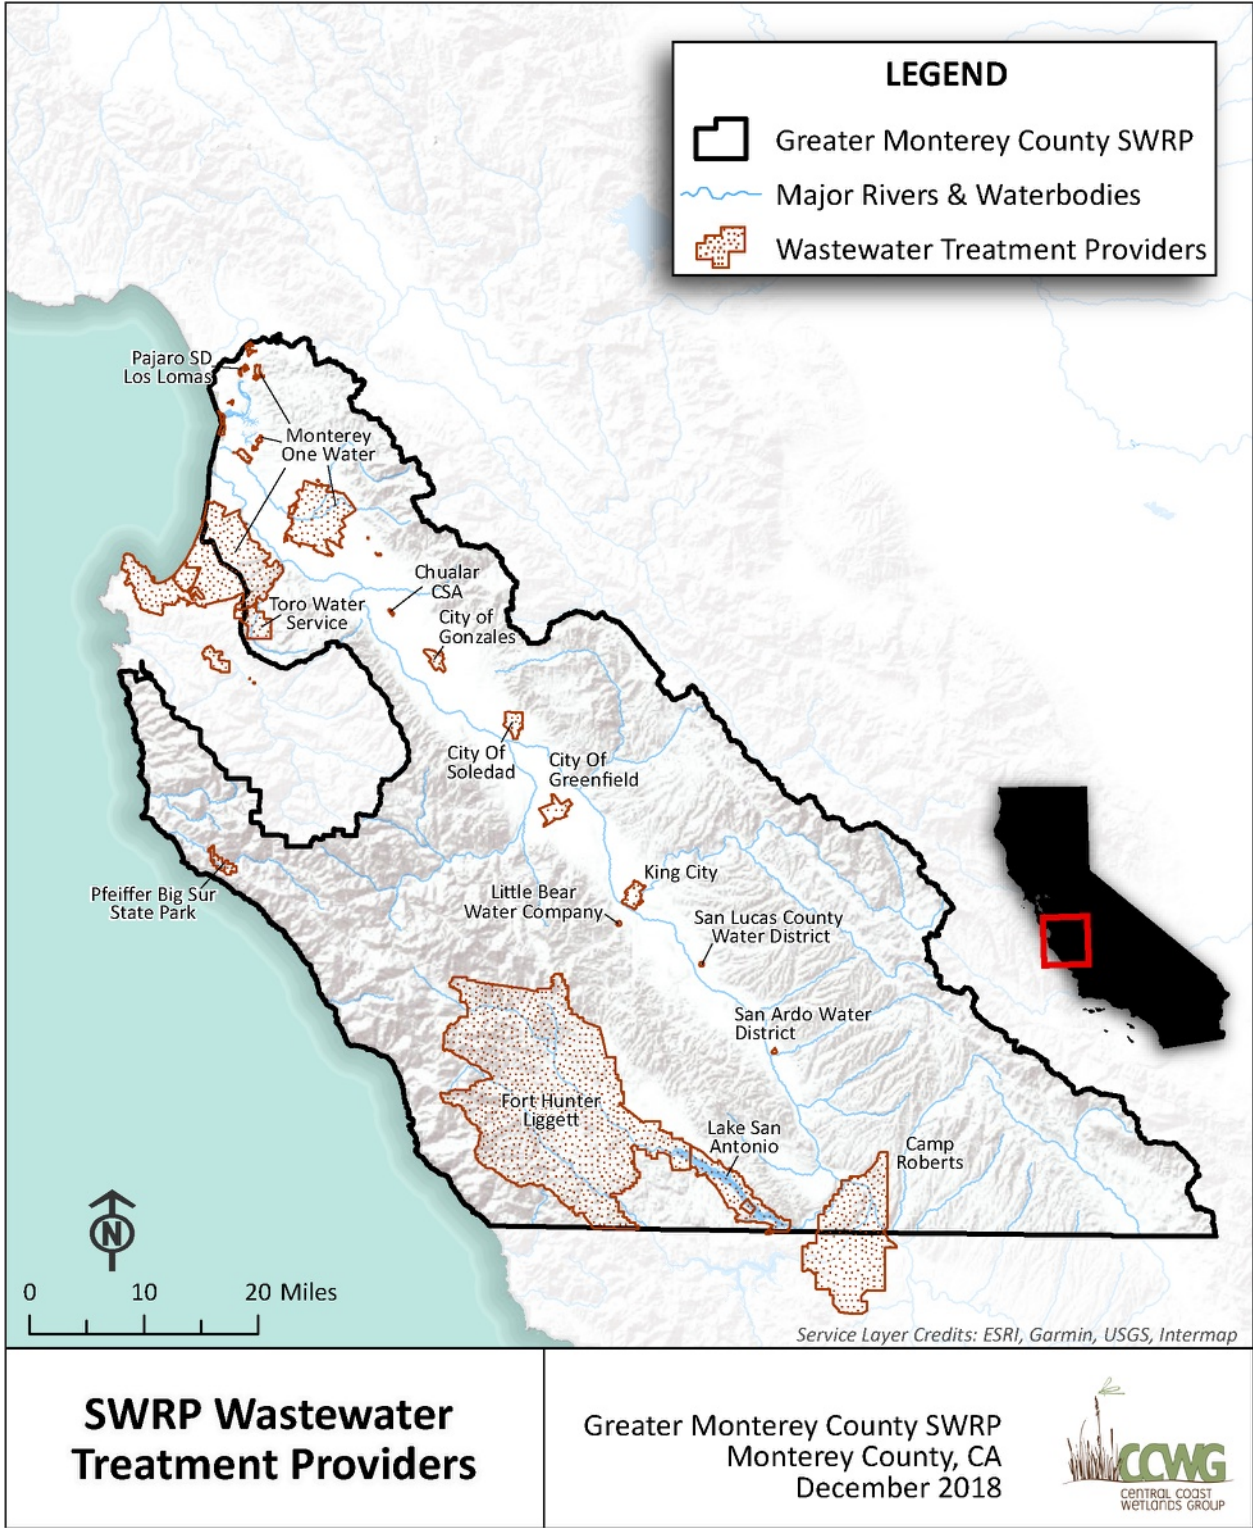 LEGEND
Greater Monterey County SWRP
Major Rivers & Waterbodies
Wastewater Treatment Providers
Pajaro SD
Los Lomas
Monterey
One Water
Chualar
CSA
Toro Water
Service
City of
Gonzales
City Of
Soledad
City Of
Greenfield
King City
Pfeiffer Big Sur
State Park
Little Bear
Water Company
San Lucas County
Water District
San Ardo Water
District
Fort Hunter
Liggett
Lake San
Antonio
Camp
Roberts
N
0 10 20 Miles
Service Layer Credits: ESRI, Garmin, USGS, Intermap
SWRP Wastewater
Treatment Providers
Greater Monterey County SWRP
Monterey County, CA
December 2018
CCWG
CENTRAL COAST
WETLANDS GROUP